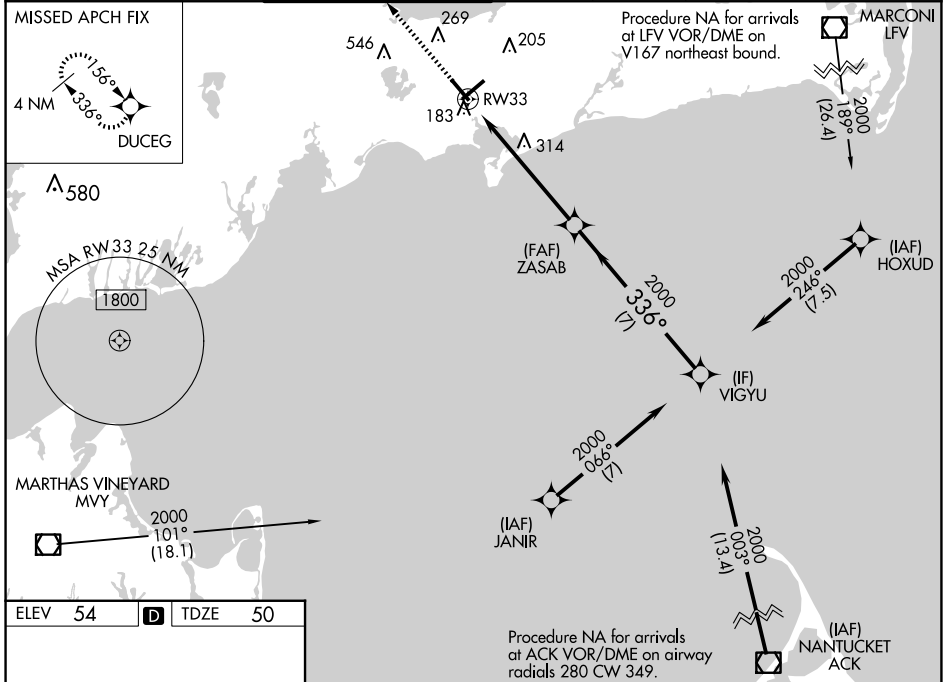 MISSED APCH FIX
156°
336°
4 NM
DUCEG
546
269
205
183
RW33
314
580
Procedure NA for arrivals
at LFV VOR/DME on
V167 northeast bound.
MARCONI
LFV
2000
189°
(26.4)
(IAF)
HOXUD
2000
246°
(7.5)
(FAF)
ZASAB
2000
336°
(7)
(IF)
VIGYU
MSA RW33 25 NM
1800
2000
066°
(7)
(IAF)
JANIR
MARTHAS VINEYARD
MVY
2000
101°
(18.1)
2000
003°
(13.4)
(IAF)
NANTUCKET
ACK
Procedure NA for arrivals
at ACK VOR/DME on airway
radials 280 CW 349.
ELEV 54 D TDZE 50